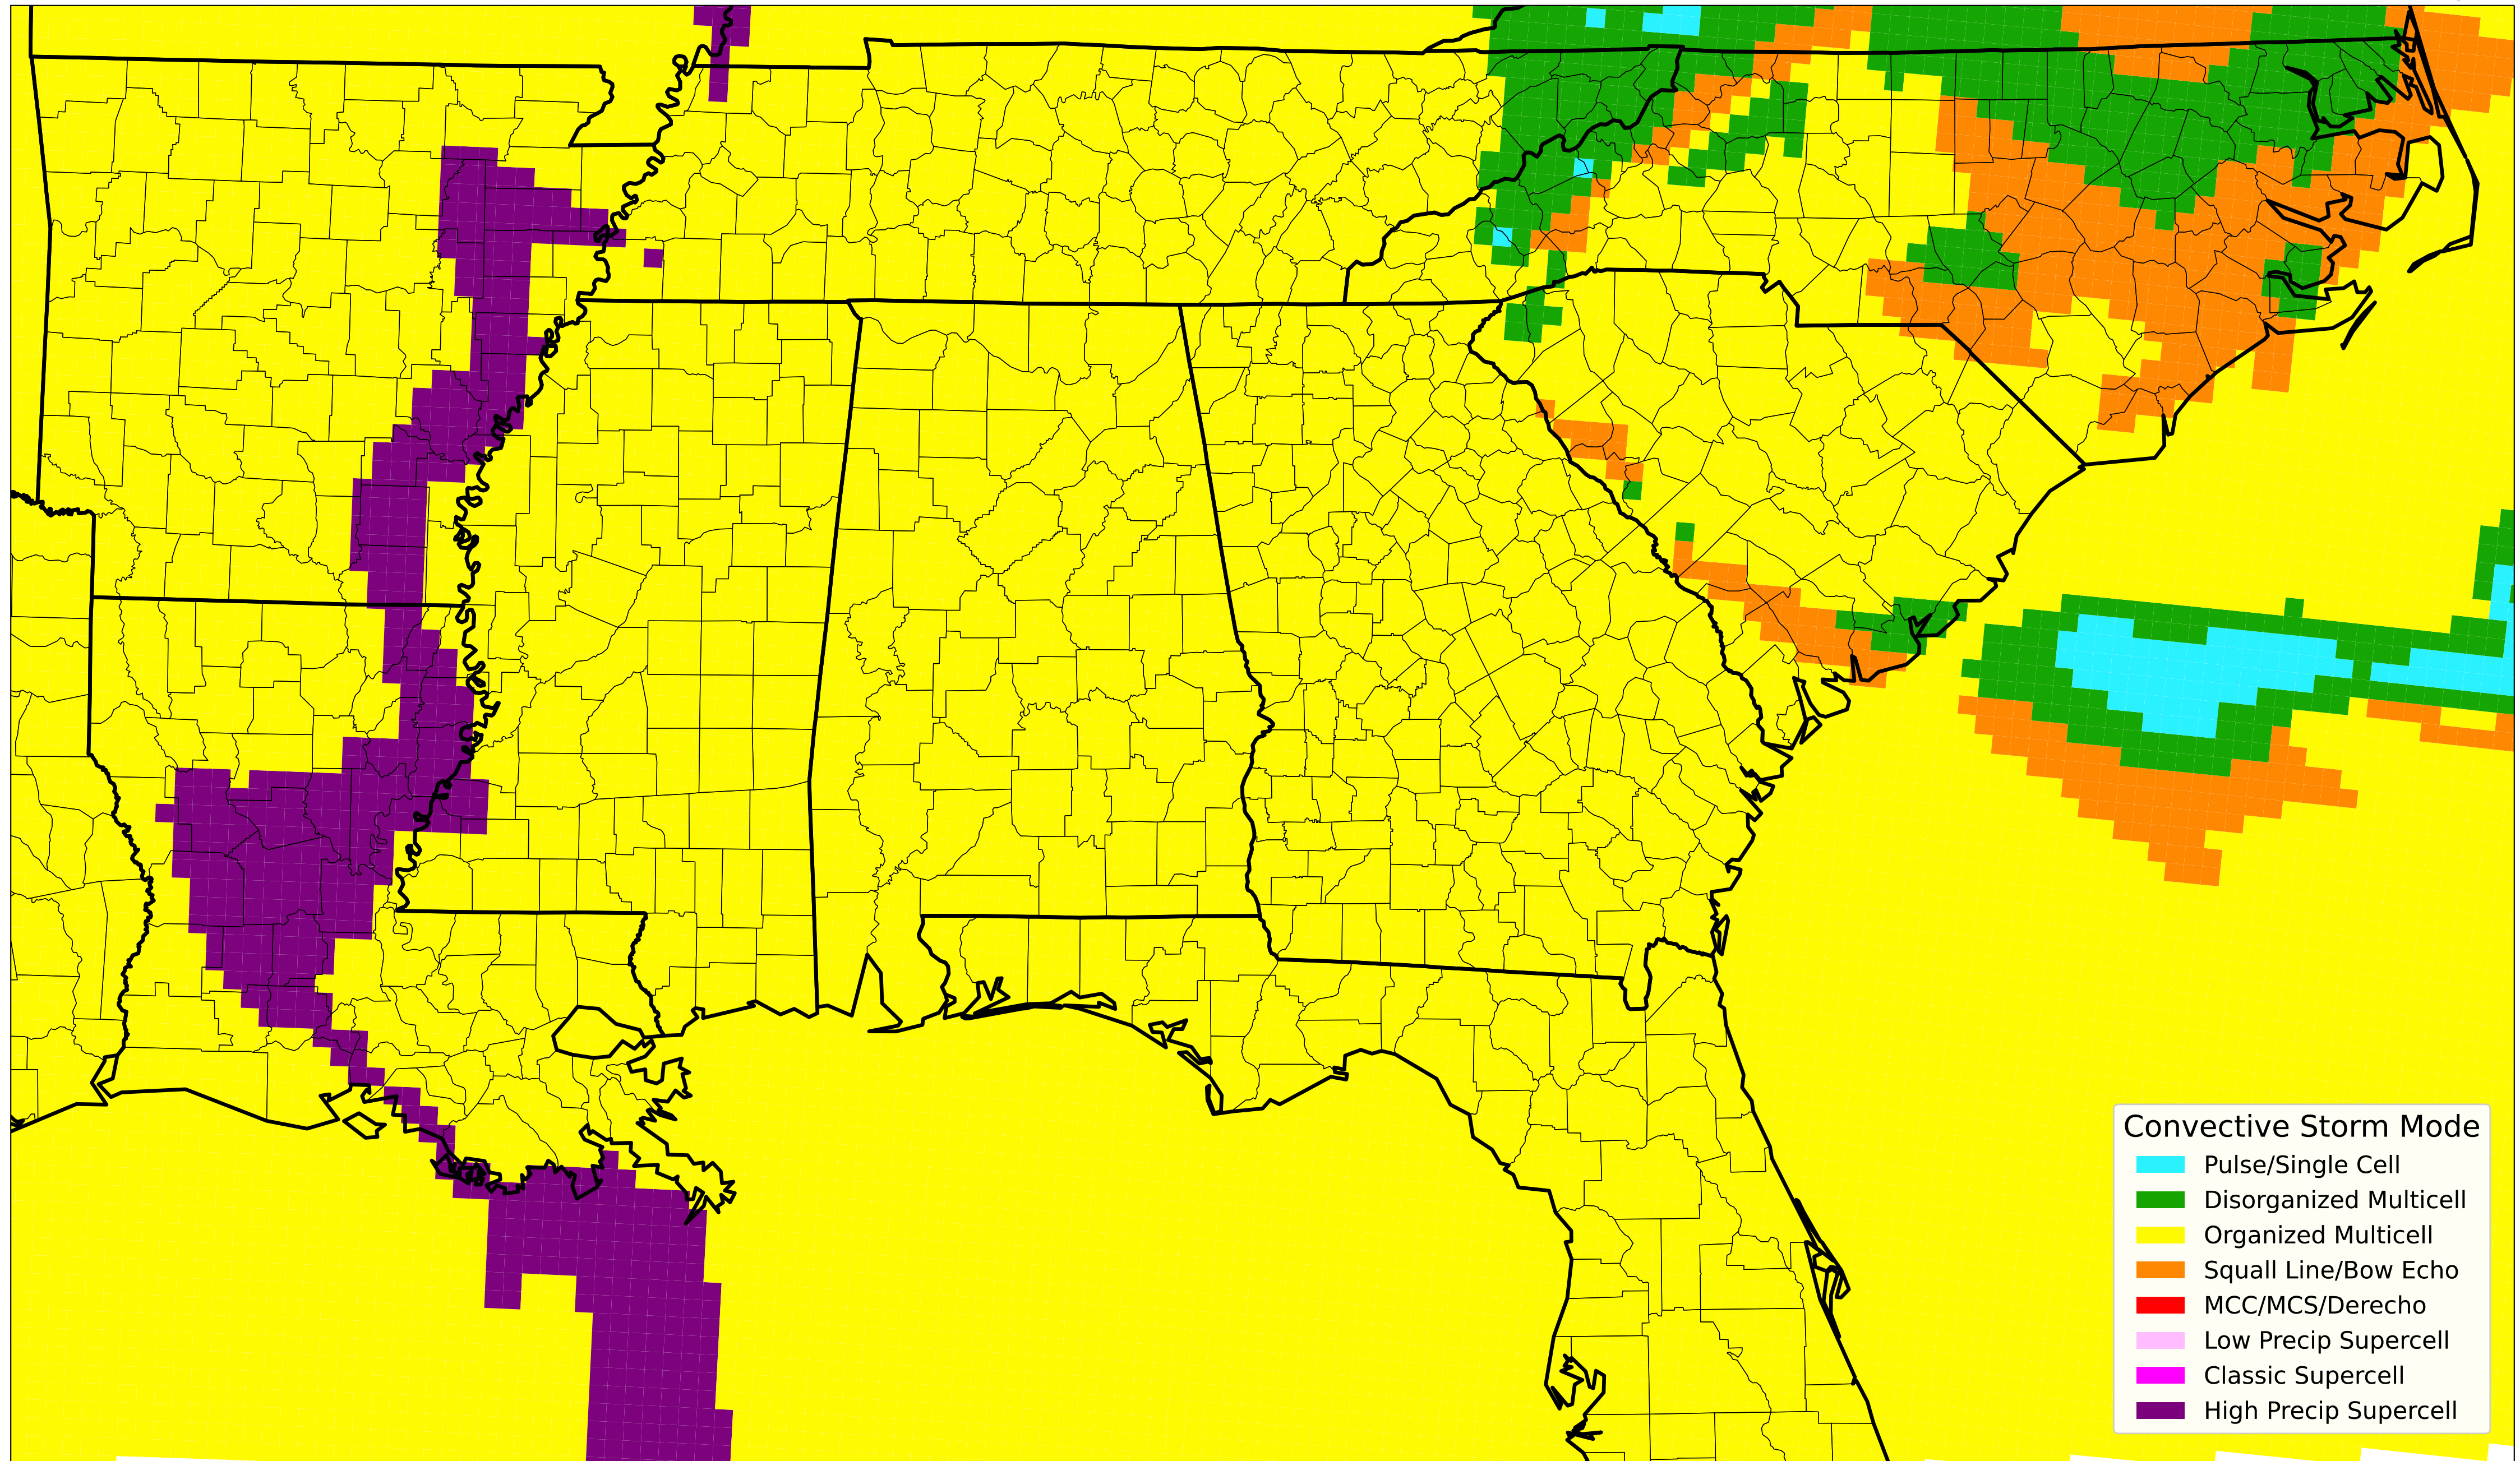 Convective Storm Mode
Pulse/Single Cell
Disorganized Multicell
Organized Multicell
Squall Line/Bow Echo
MCC/MCS/Derecho
Low Precip Supercell
Classic Supercell
High Precip Supercell